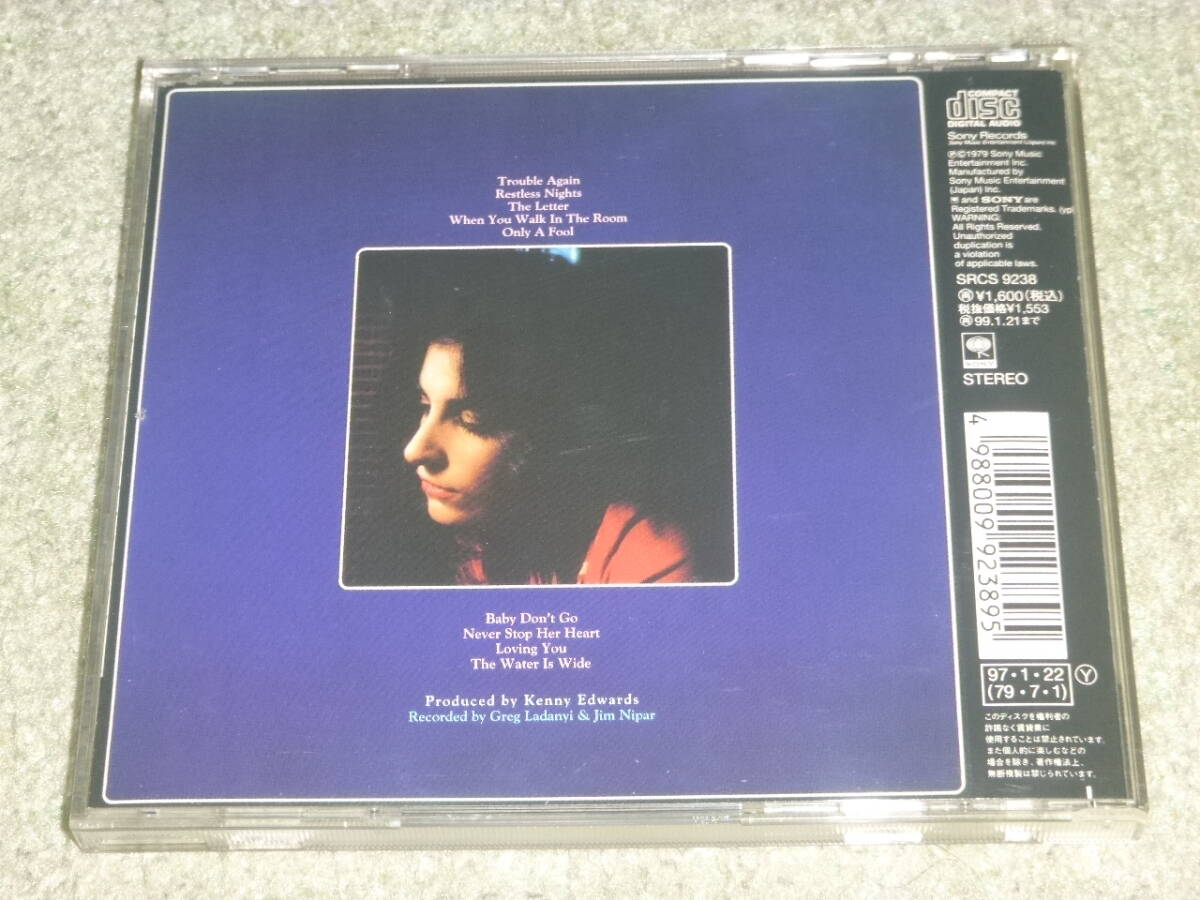 Trouble Again
Restless Nights
The Letter
When You Walk In The Room
Only A Fool
Baby Don't Go
Never Stop Her Heart
Loving You
The Water Is Wide
Produced by Kenny Edwards
Recorded by Greg Ladanyi & Jim Nipar
COMPACT
disc
DIGITAL AUDIO
Sony Records
Sony Music Entertainment (Japan) Inc.
℗©1979 Sony Music
Entertainment Inc.
Manufactured by
Sony Music Entertainment
(Japan) Inc.
and SONY are
Registered Trademarks. (yp)
WARNING:
All Rights Reserved.
Unauthorized
duplication is
a violation
of applicable laws.
SRCS 9238
Ⓡ¥1,600(税込)
税抜価格¥1,553
Ⓡ99.1.21まで
SONY
STEREO
4 988009 923895
97・1・22 Ⓨ
(79・7・1)
このディスクを権利者の
許諾なく賃貸業に
使用することは禁止されています。
また個人的に楽しむなどの
場合を除き、著作権法上、
無断複製は禁じられています。